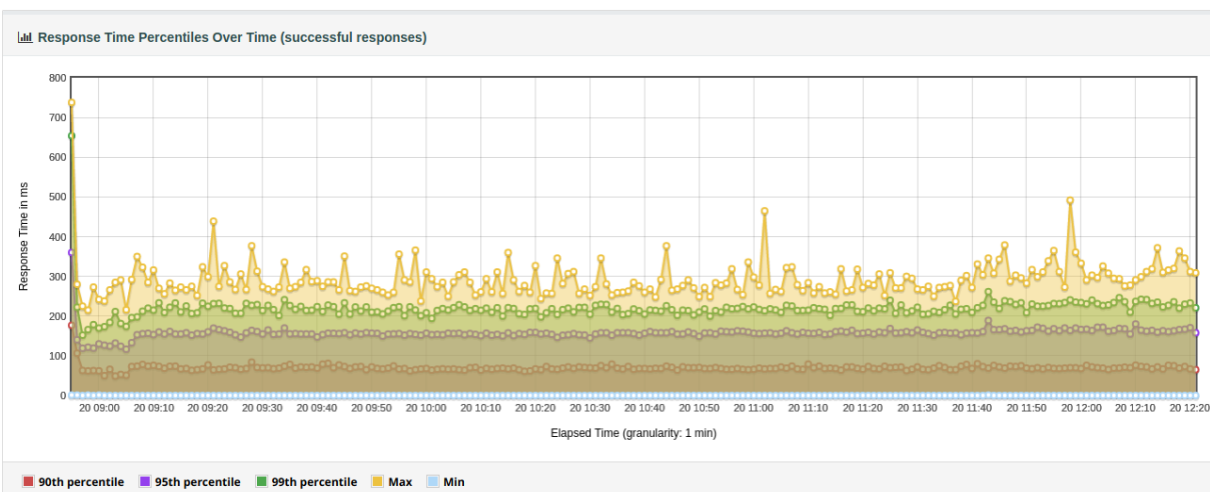 Response Time Percentiles Over Time (successful responses)
800
700
600
500
400
300
200
100
0
Response Time in ms
20 09:00 20 09:10 20 09:20 20 09:30 20 09:40 20 09:50 20 10:00 20 10:10 20 10:20 20 10:30 20 10:40 20 10:50 20 11:00 20 11:10 20 11:20 20 11:30 20 11:40 20 11:50 20 12:00 20 12:10 20 12:20
Elapsed Time (granularity: 1 min)
90th percentile 95th percentile 99th percentile Max Min